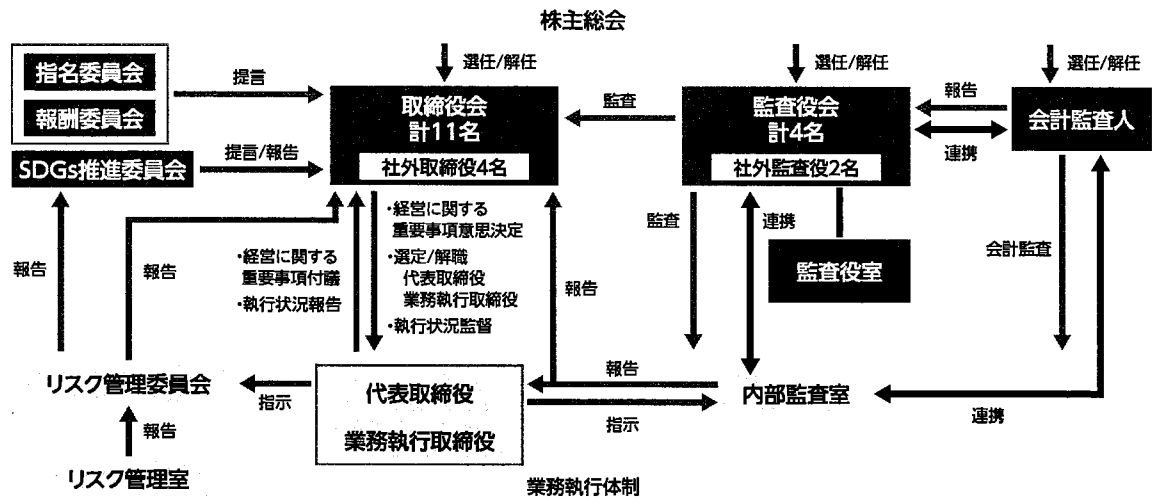 株主総会
選任/解任
選任/解任
選任/解任
指名委員会
報酬委員会
提言
SDGs推進委員会
提言/報告
取締役会
計11名
社外取締役4名
監査
監査役会
計4名
社外監査役2名
報告
連携
会計監査人
監査役室
監査
連携
会計監査
報告
報告
・経営に関する
重要事項付議
・執行状況報告
・経営に関する
重要事項意思決定
・選定/解職
代表取締役
業務執行取締役
・執行状況監督
報告
リスク管理委員会
指示
代表取締役
業務執行取締役
報告
指示
内部監査室
連携
報告
リスク管理室
業務執行体制